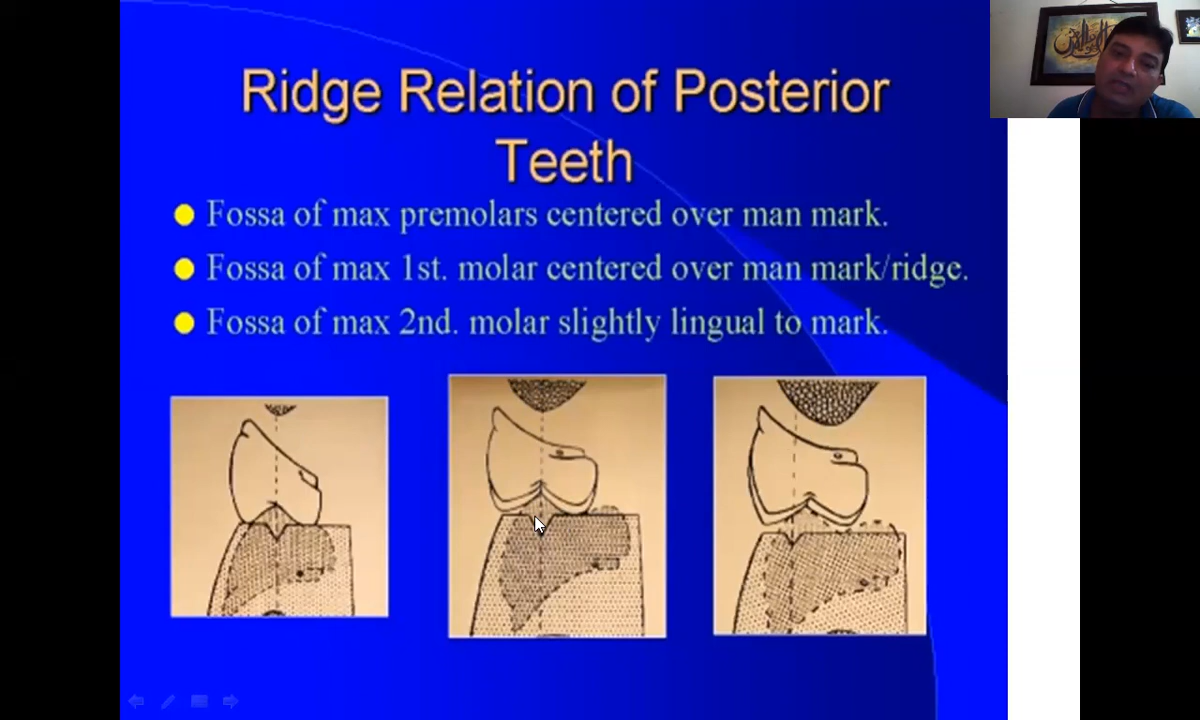 Ridge Relation of Posterior
Teeth
Fossa of max premolars centered over man mark.
Fossa of max 1st. molar centered over man mark/ridge.
Fossa of max 2nd. molar slightly lingual to mark.